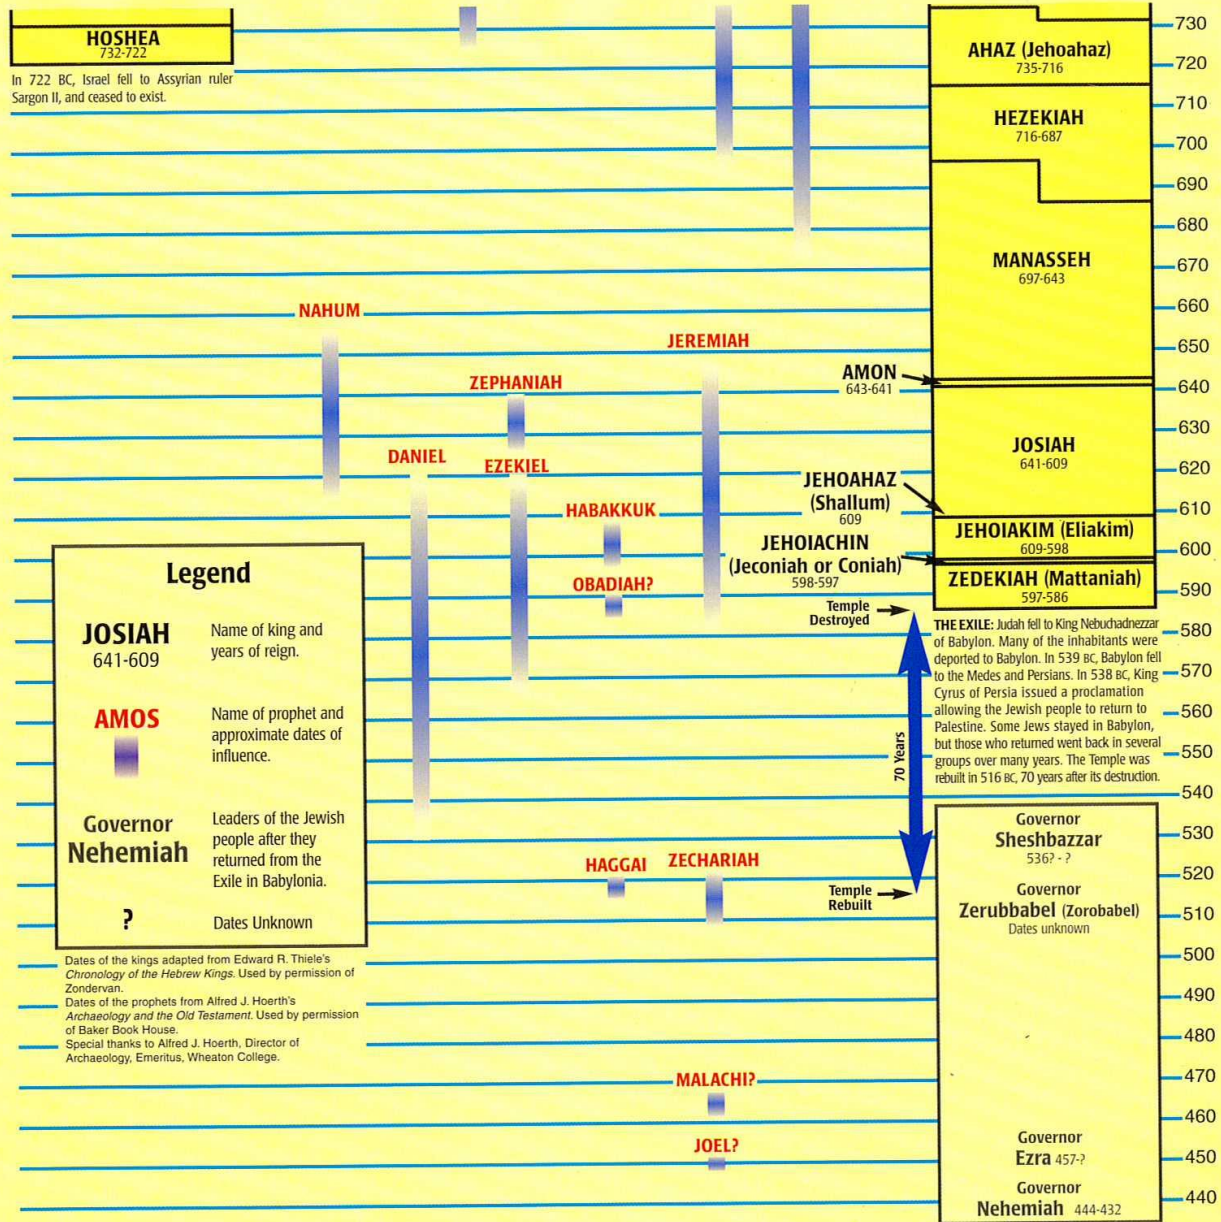 HOSHEA
732-722
In 722 BC, Israel fell to Assyrian ruler
Sargon II, and ceased to exist.
AHAZ (Jehoahaz)
735-716
HEZEKIAH
716-687
MANASSEH
697-643
AMON
643-641
JOSIAH
641-609
JEHOAHAZ
(Shallum)
609
JEHOIAKIM (Eliakim)
609-598
JEHOIACHIN
(Jeconiah or Coniah)
598-597
ZEDEKIAH (Mattaniah)
597-586
730
720
710
700
690
680
670
660
650
640
630
620
610
600
590
580
570
560
550
540
530
520
510
500
490
480
470
460
450
440
NAHUM
JEREMIAH
ZEPHANIAH
DANIEL
EZEKIEL
HABAKKUK
OBADIAH?
HAGGAI
ZECHARIAH
MALACHI?
JOEL?
Temple
Destroyed
70 Years
Temple
Rebuilt
THE EXILE: Judah fell to King Nebuchadnezzar
of Babylon. Many of the inhabitants were
deported to Babylon. In 539 BC, Babylon fell
to the Medes and Persians. In 538 BC, King
Cyrus of Persia issued a proclamation
allowing the Jewish people to return to
Palestine. Some Jews stayed in Babylon,
but those who returned went back in several
groups over many years. The Temple was
rebuilt in 516 BC, 70 years after its destruction.
Governor
Sheshbazzar
536? - ?
Governor
Zerubbabel (Zorobabel)
Dates unknown
Governor
Ezra 457-?
Governor
Nehemiah 444-432
Legend
JOSIAH
641-609
Name of king and
years of reign.
AMOS
Name of prophet and
approximate dates of
influence.
Governor
Nehemiah
Leaders of the Jewish
people after they
returned from the
Exile in Babylonia.
?
Dates Unknown
Dates of the kings adapted from Edward R. Thiele's
Chronology of the Hebrew Kings. Used by permission of
Zondervan.
Dates of the prophets from Alfred J. Hoerth's
Archaeology and the Old Testament. Used by permission
of Baker Book House.
Special thanks to Alfred J. Hoerth, Director of
Archaeology, Emeritus, Wheaton College.